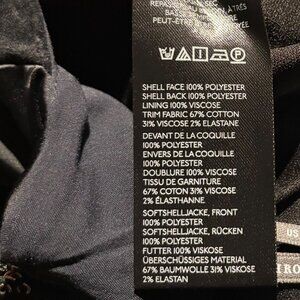 SHELL FACE 100% POLYESTER
SHELL BACK 100% POLYESTER
LINING 100% VISCOSE
TRIM FABRIC 67% COTTON
31% VISCOSE 2% ELASTANE
DEVANT DE LA COQUILLE
100% POLYESTER
ENVERS DE LA COQUILLE
100% POLYESTER
DOUBLURE 100% VISCOSE
TISSU DE GARNITURE
67% COTON 31% VISCOSE
2% ELASTHANNE
SOFTSHELLJACKE, FRONT
100% POLYESTER
SOFTSHELLJACKE, RÜCKEN
100% POLYESTER
FUTTER 100% VISKOSE
ÜBERSCHÜSSIGES MATERIAL
67% BAUMWOLLE 31% VISKOSE
2% ELASTHAN
US